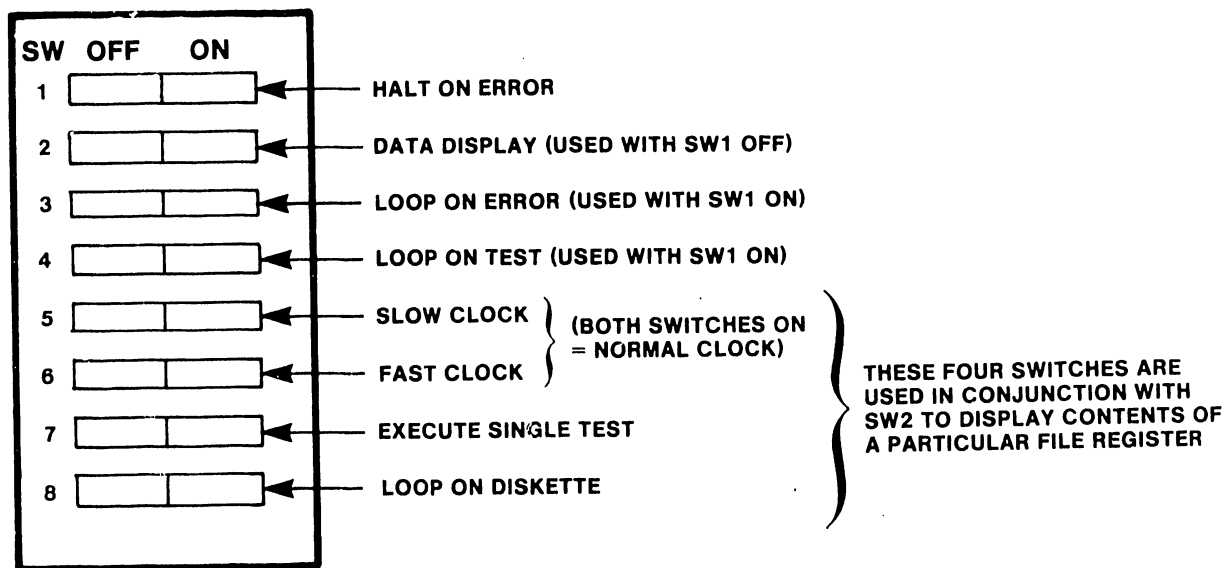 SW OFF ON
1 HALT ON ERROR
2 DATA DISPLAY (USED WITH SW1 OFF)
3 LOOP ON ERROR (USED WITH SW1 ON)
4 LOOP ON TEST (USED WITH SW1 ON)
5 SLOW CLOCK
6 FAST CLOCK
(BOTH SWITCHES ON
= NORMAL CLOCK)
7 EXECUTE SINGLE TEST
8 LOOP ON DISKETTE
THESE FOUR SWITCHES ARE
USED IN CONJUNCTION WITH
SW2 TO DISPLAY CONTENTS OF
A PARTICULAR FILE REGISTER